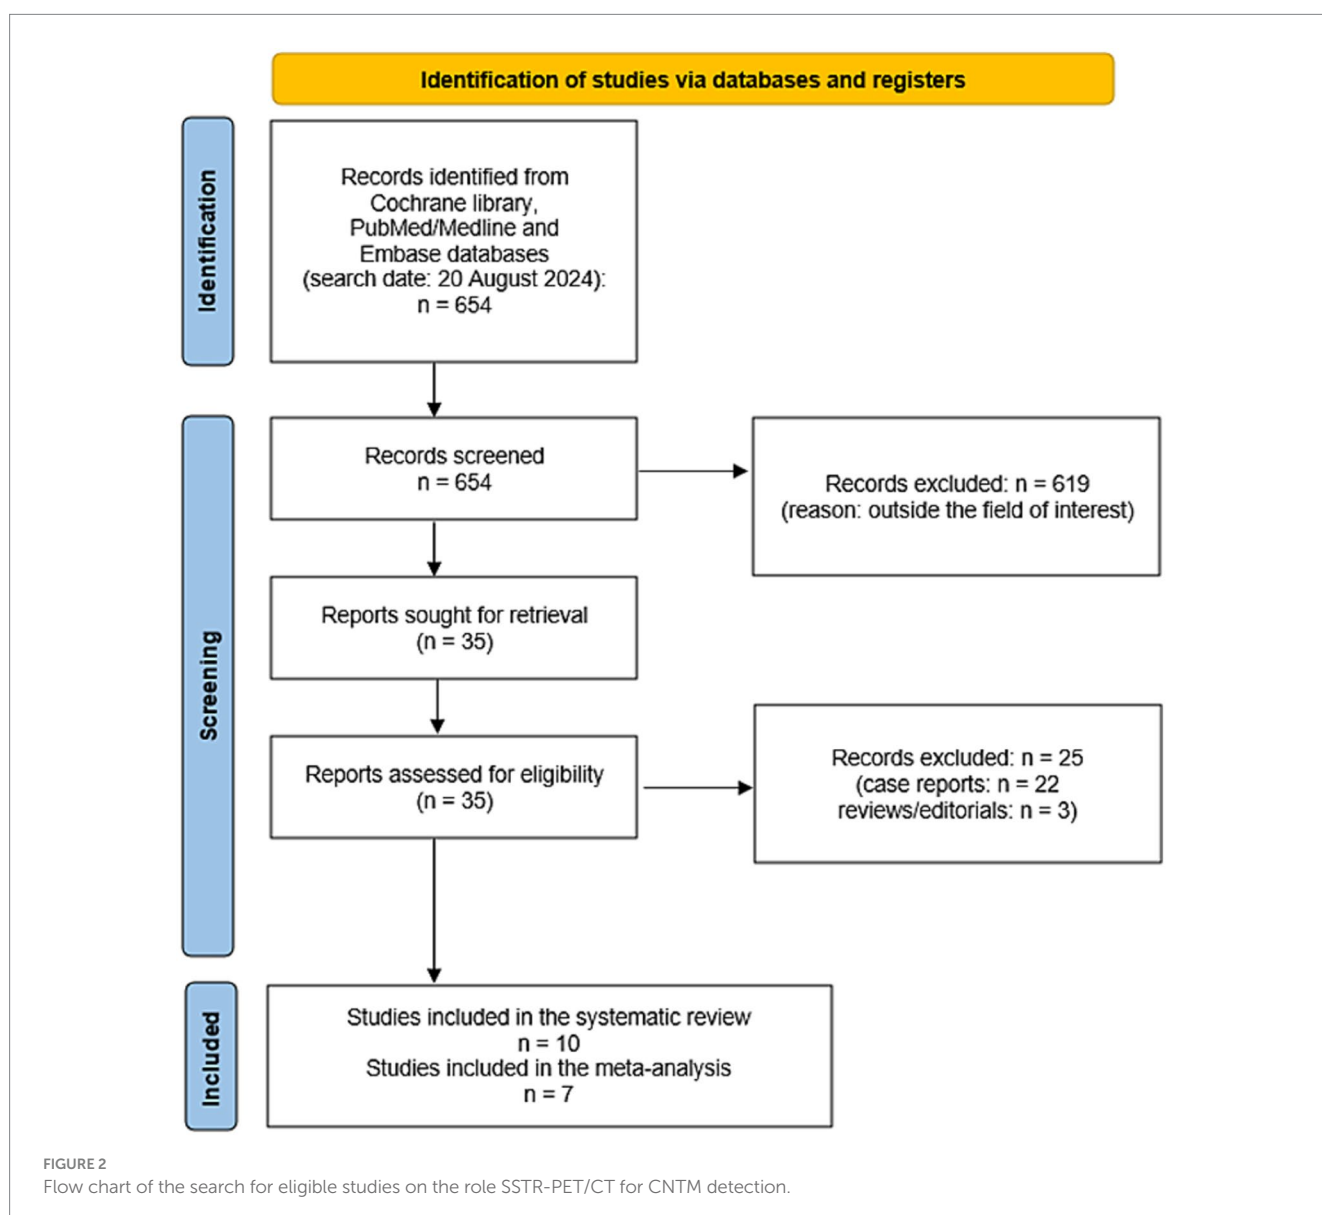 Identification of studies via databases and registers
Identification
Records identified from
Cochrane library,
PubMed/Medline and
Embase databases
(search date: 20 August 2024):
n = 654
Screening
Records screened
n = 654
Records excluded: n = 619
(reason: outside the field of interest)
Reports sought for retrieval
(n = 35)
Reports assessed for eligibility
(n = 35)
Records excluded: n = 25
(case reports: n = 22
reviews/editorials: n = 3)
Included
Studies included in the systematic review
n = 10
Studies included in the meta-analysis
n = 7
FIGURE 2
Flow chart of the search for eligible studies on the role SSTR-PET/CT for CNTM detection.